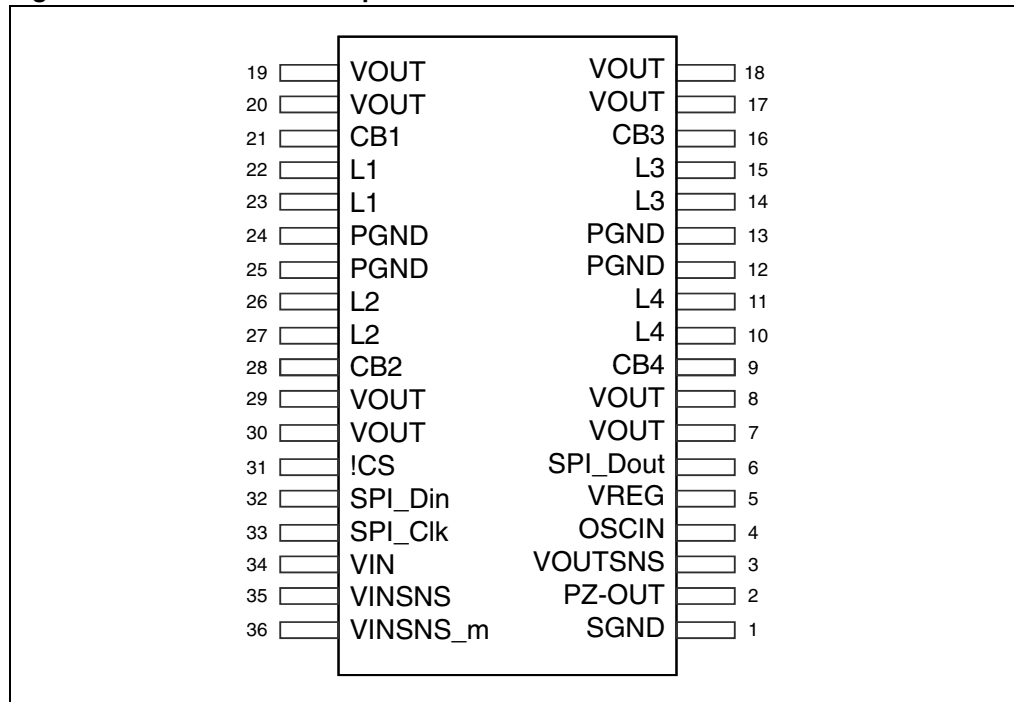 19 VOUT VOUT 18
20 VOUT VOUT 17
21 CB1 CB3 16
22 L1 L3 15
23 L1 L3 14
24 PGND PGND 13
25 PGND PGND 12
26 L2 L4 11
27 L2 L4 10
28 CB2 CB4 9
29 VOUT VOUT 8
30 VOUT VOUT 7
31 !CS SPI_Dout 6
32 SPI_Din VREG 5
33 SPI_Clk OSCIN 4
34 VIN VOUTSNS 3
35 VINSNS PZ-OUT 2
36 VINSNS_m SGND 1